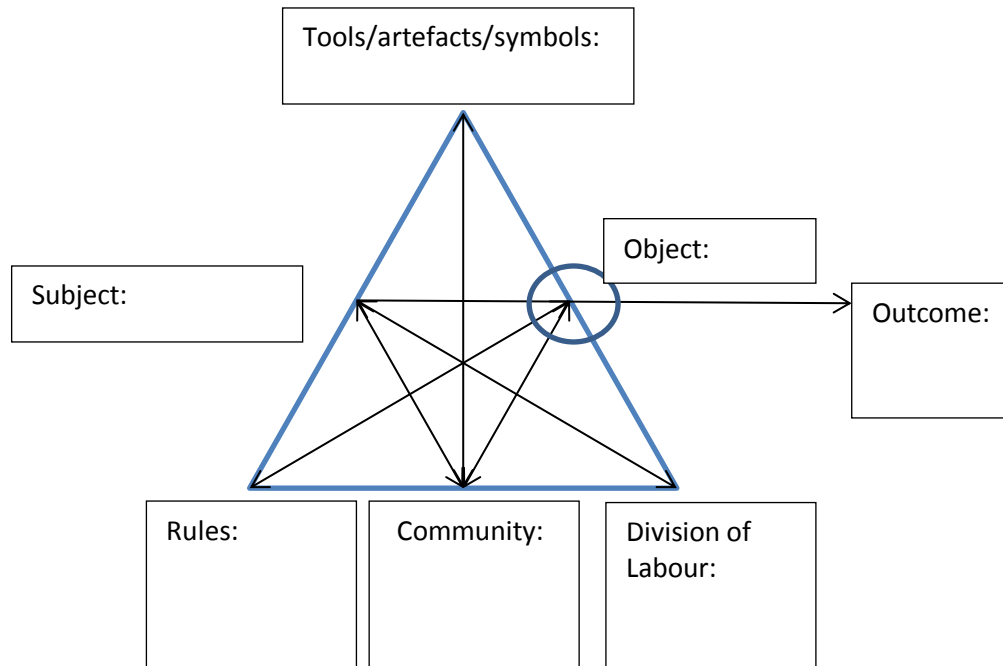 Tools/artefacts/symbols:
Object:
Subject:
Outcome:
Rules:
Community:
Division of
Labour: